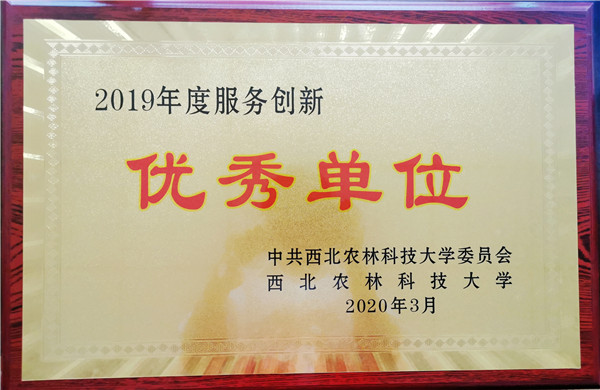 2019年度服务创新
优秀单位
中共西北农林科技大学委员会
西北农林科技大学
2020年3月